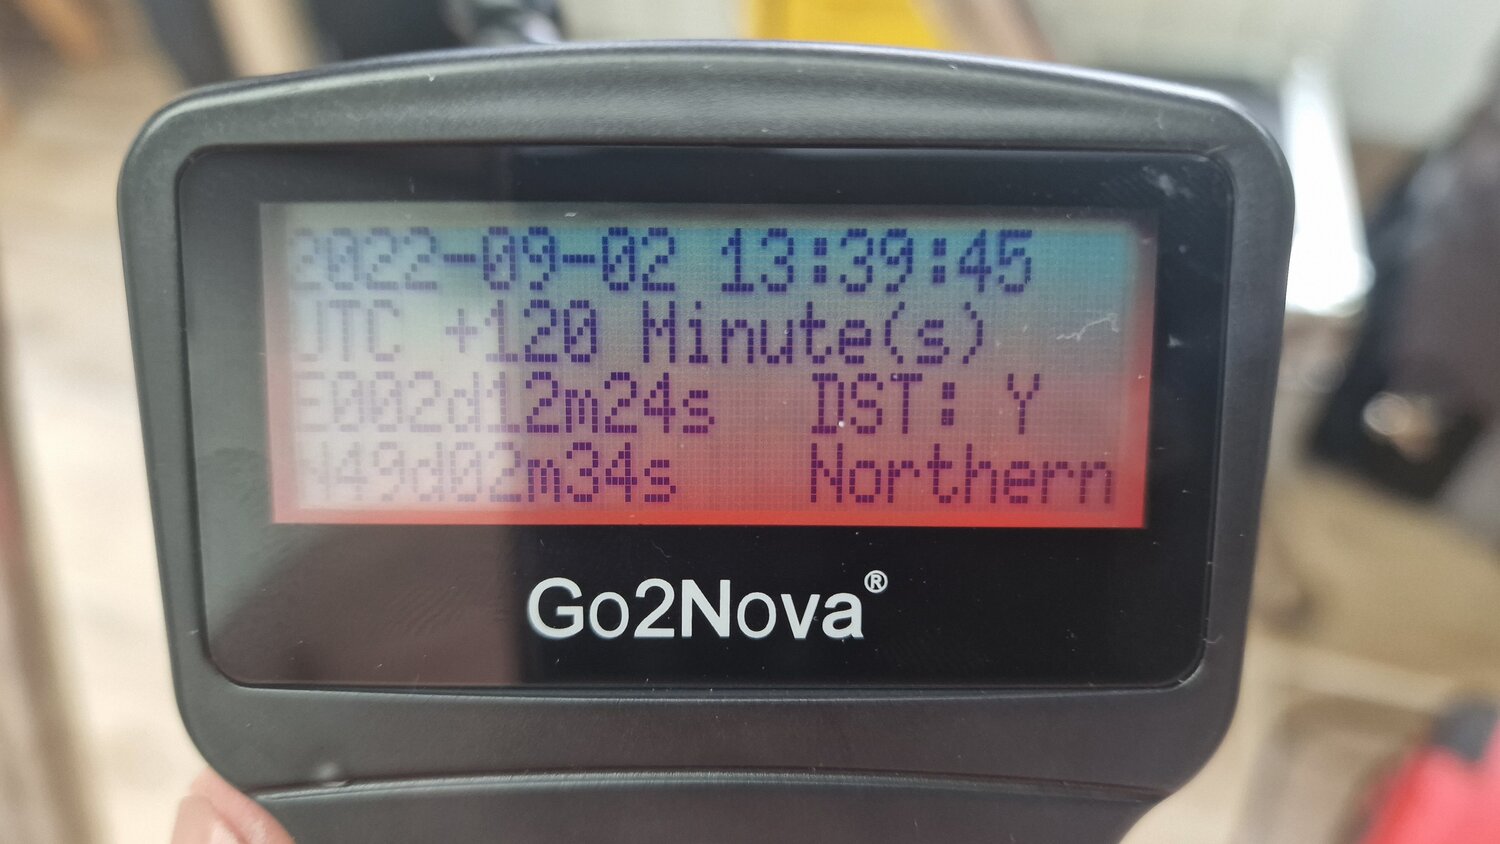 2022-09-02 13:39:45
UTC +120 Minute(s)
E002d12m24s DST: Y
N49d02m34s Northern
Go2Nova®